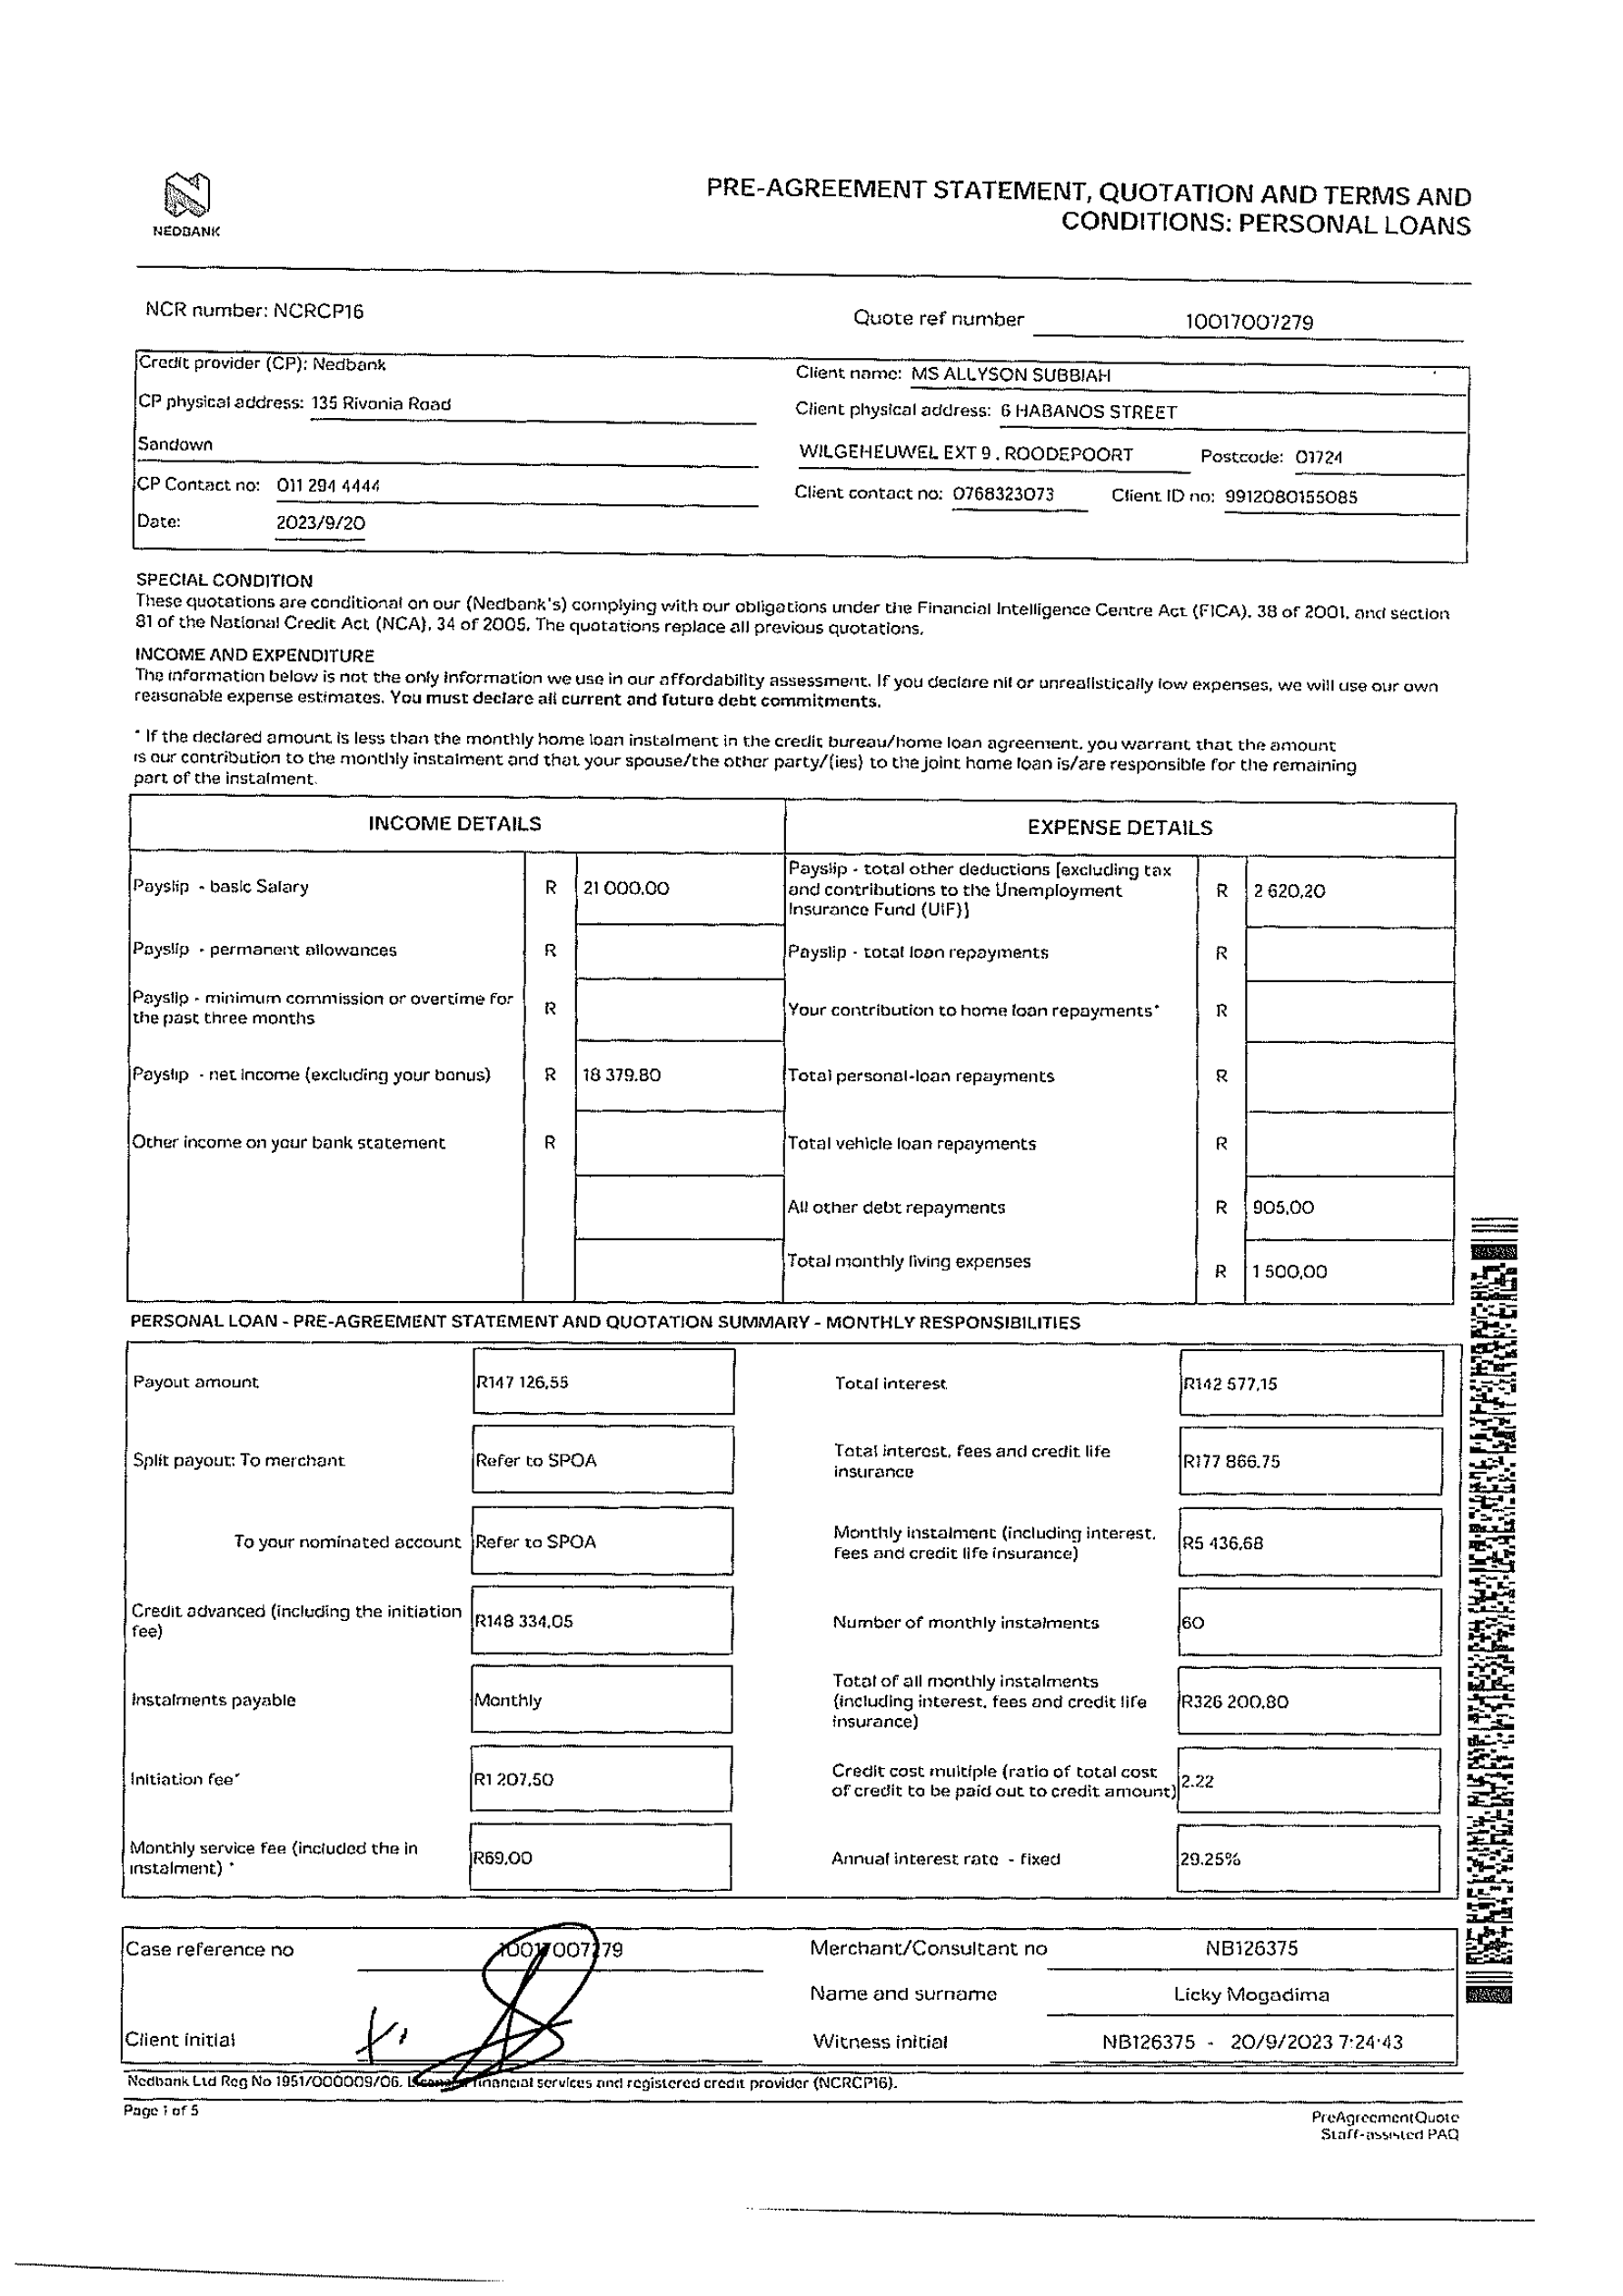 NEDBANK
PRE-AGREEMENT STATEMENT, QUOTATION AND TERMS AND
CONDITIONS: PERSONAL LOANS
NCR number: NCRCP16
Quote ref number 10017007279
Credit provider (CP): Nedbank
CP physical address: 135 Rivonia Road
Sandown
CP Contact no: 011 294 4444
Date: 2023/9/20
Client name: MS ALLYSON SUBBIAH
Client physical address: 6 HABANOS STREET
WILGEHEUWEL EXT 9 . ROODEPOORT Postcode: 01724
Client contact no: 0768323073 Client ID no: 9912080155085
SPECIAL CONDITION
These quotations are conditional on our (Nedbank's) complying with our obligations under the Financial Intelligence Centre Act (FICA), 38 of 2001, and section
81 of the National Credit Act (NCA), 34 of 2005. The quotations replace all previous quotations.
INCOME AND EXPENDITURE
The information below is not the only information we use in our affordability assessment. If you declare nil or unrealistically low expenses, we will use our own
reasonable expense estimates. You must declare all current and future debt commitments.
* If the declared amount is less than the monthly home loan instalment in the credit bureau/home loan agreement, you warrant that the amount
is our contribution to the monthly instalment and that your spouse/the other party/(ies) to the joint home loan is/are responsible for the remaining
part of the instalment.
INCOME DETAILS
EXPENSE DETAILS
Payslip - basic Salary R 21 000.00
Payslip - total other deductions [excluding tax
and contributions to the Unemployment
Insurance Fund (UIF)] R 2 620,20
Payslip - permanent allowances R
Payslip - total loan repayments R
Payslip - minimum commission or overtime for
the past three months R
Your contribution to home loan repayments* R
Payslip - net income (excluding your bonus) R 18 379.80
Total personal-loan repayments R
Other income on your bank statement R
Total vehicle loan repayments R
All other debt repayments R 905,00
Total monthly living expenses R 1 500,00
PERSONAL LOAN - PRE-AGREEMENT STATEMENT AND QUOTATION SUMMARY - MONTHLY RESPONSIBILITIES
Payout amount R147 126,55
Total interest R142 577,15
Split payout: To merchant Refer to SPOA
Total interest, fees and credit life
insurance R177 866.75
To your nominated account Refer to SPOA
Monthly instalment (including interest,
fees and credit life insurance) R5 436,68
Credit advanced (including the initiation
fee) R148 334,05
Number of monthly instalments 60
Instalments payable Monthly
Total of all monthly instalments
(including interest, fees and credit life
insurance) R326 200,80
Initiation fee* R1 207,50
Credit cost multiple (ratio of total cost
of credit to be paid out to credit amount) 2.22
Monthly service fee (included the in
instalment) * R69,00
Annual interest rate - fixed 29.25%
Case reference no 10017007279
Merchant/Consultant no NB126375
Name and surname Licky Mogadima
Client initial
Witness initial NB126375 - 20/9/2023 7:24:43
Nedbank Ltd Reg No 1951/000009/06. Licensed financial services and registered credit provider (NCRCP16).
Page 1 of 5
PreAgreementQuote
Staff-assisted PAQ